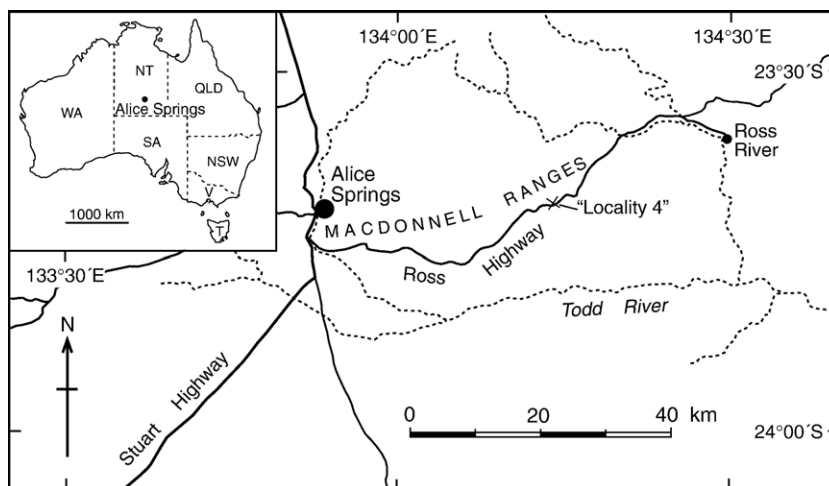 134°00´E
134°30´E
23°30´S
NT
QLD
WA
Alice Springs
SA
NSW
V
T
1000 km
Ross
River
Alice
Springs
MACDONNELL RANGES
"Locality 4"
Ross Highway
133°30´E
Todd River
N
Stuart Highway
0 20 40 km
24°00´S